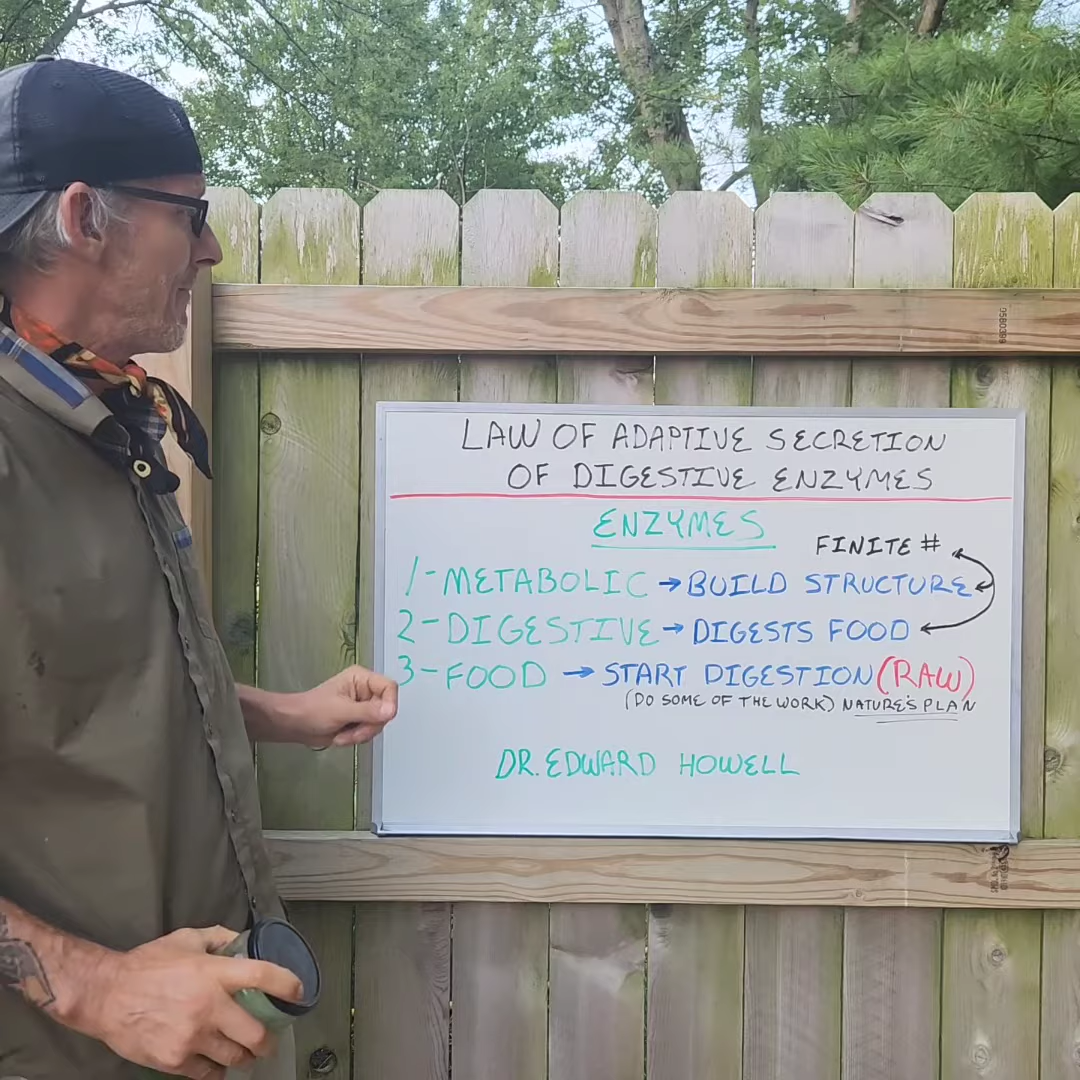 LAW OF ADAPTIVE SECRETION
OF DIGESTIVE ENZYMES
ENZYMES
FINITE #
1-METABOLIC → BUILD STRUCTURE
2-DIGESTIVE → DIGESTS FOOD
3-FOOD → START DIGESTION (RAW)
(DO SOME OF THE WORK) NATURE'S PLAN
DR. EDWARD HOWELL